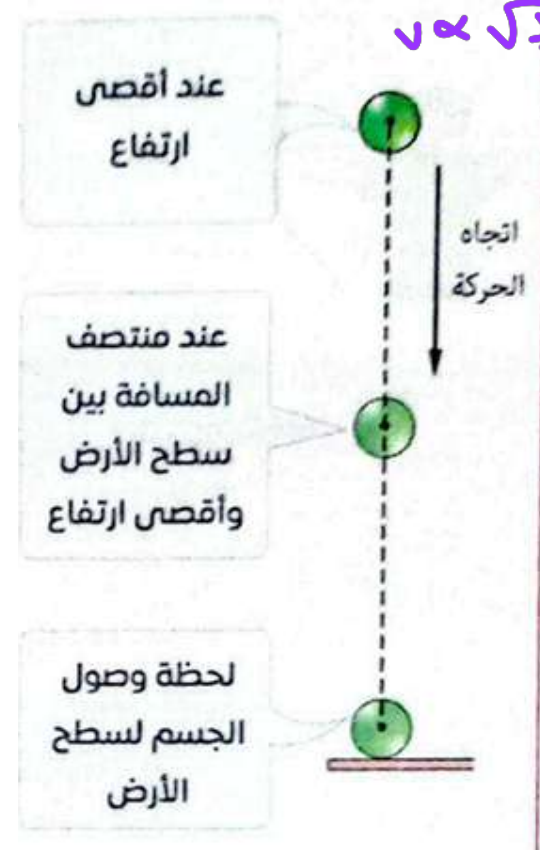 v ∝ √
عند أقصى
ارتفاع
اتجاه
الحركة
عند منتصف
المسافة بين
سطح الأرض
وأقصى ارتفاع
لحظة وصول
الجسم لسطح
الأرض